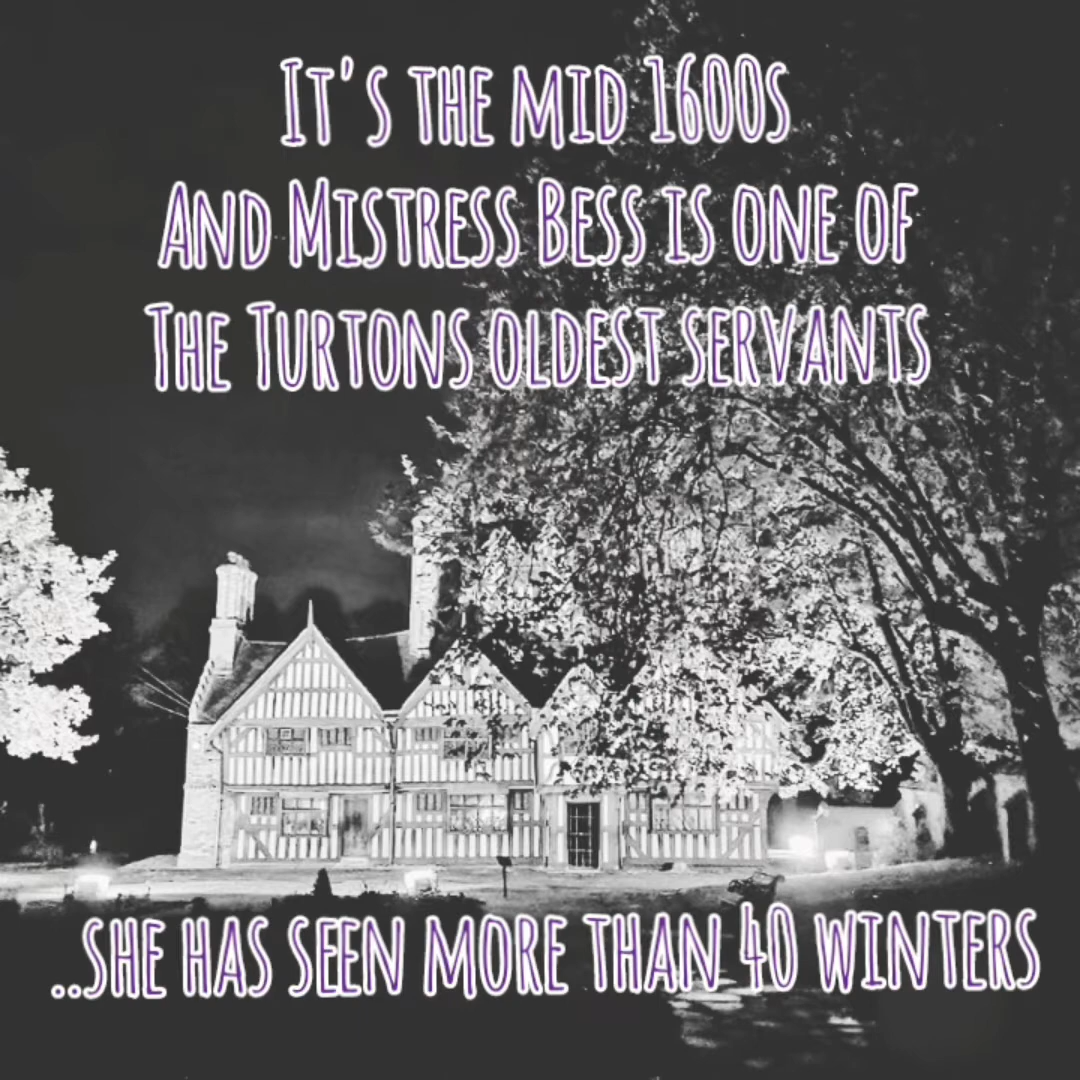 It's the mid 1600s
And Mistress Bess is one of
The Turtons oldest servants
..she has seen more than 40 winters